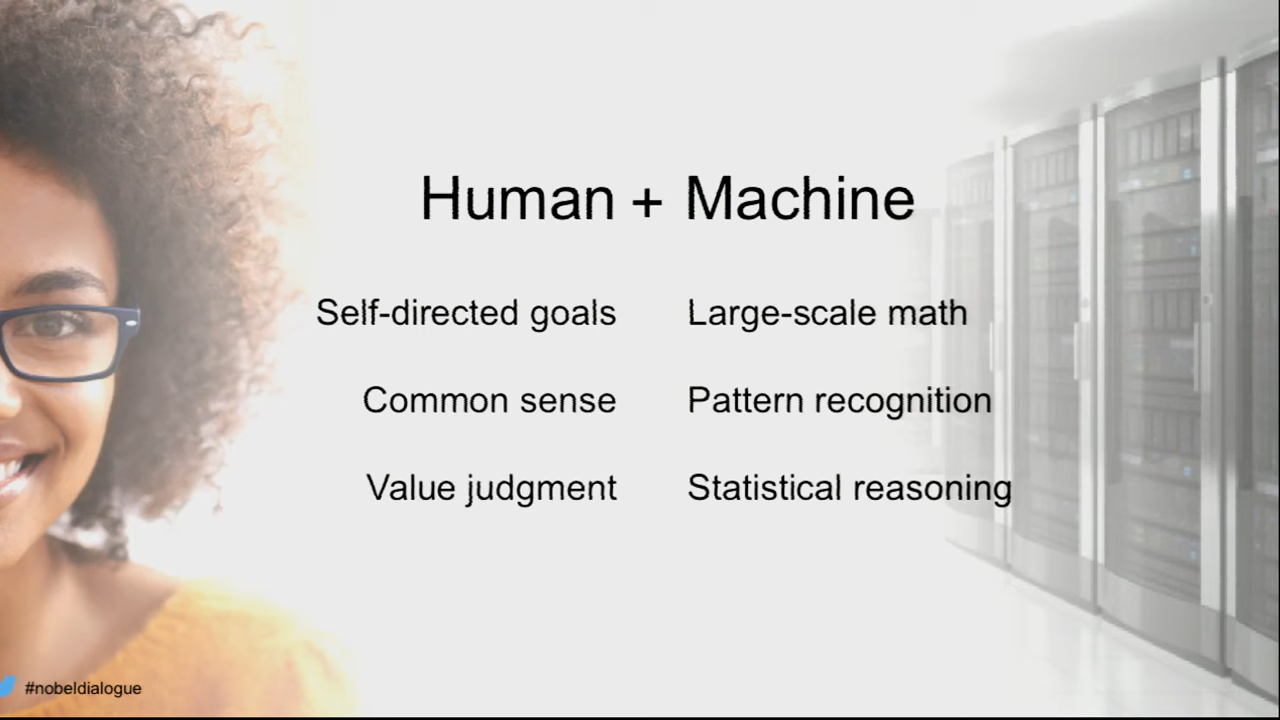 Human + Machine
Self-directed goals Large-scale math
Common sense Pattern recognition
Value judgment Statistical reasoning
#nobeldialogue